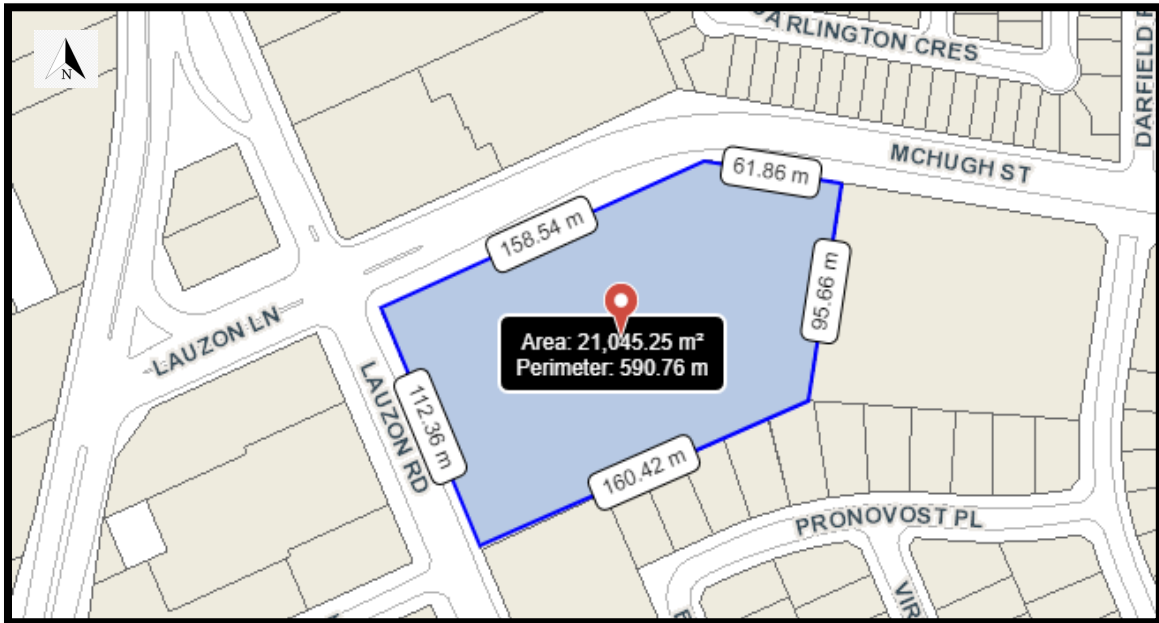 N
DARLINGTON CRES
MCHUGH ST
61.86 m
158.54 m
95.66 m
Area: 21,045.25 m²
Perimeter: 590.76 m
LAUZON LN
LAUZON RD
112.36 m
160.42 m
PRONOVOST PL